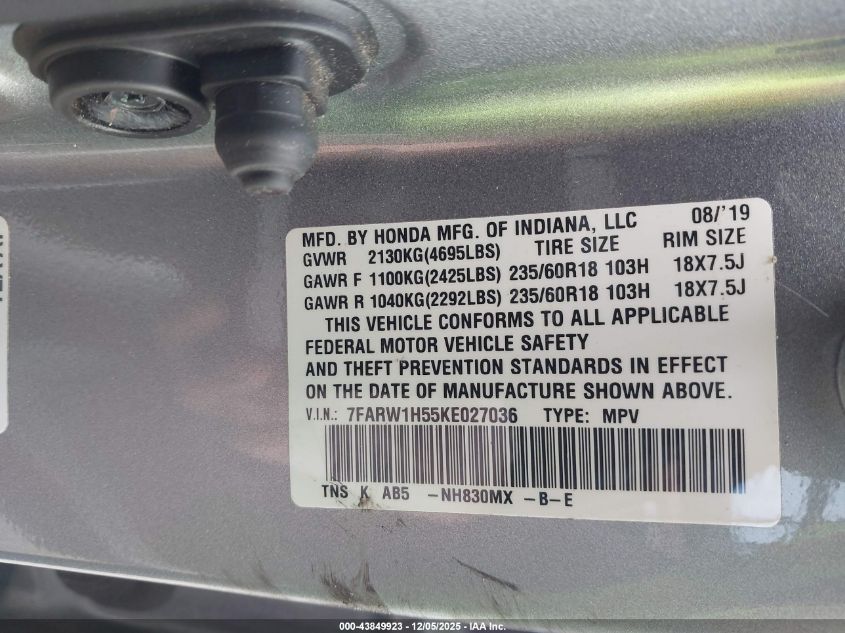 MFD. BY HONDA MFG. OF INDIANA, LLC 08/'19
GVWR 2130KG(4695LBS) TIRE SIZE RIM SIZE
GAWR F 1100KG(2425LBS) 235/60R18 103H 18X7.5J
GAWR R 1040KG(2292LBS) 235/60R18 103H 18X7.5J
THIS VEHICLE CONFORMS TO ALL APPLICABLE
FEDERAL MOTOR VEHICLE SAFETY
AND THEFT PREVENTION STANDARDS IN EFFECT
ON THE DATE OF MANUFACTURE SHOWN ABOVE.
V.I.N.: 7FARW1H55KE027036 TYPE: MPV
TNS K AB5 -NH830MX -B-E
000-43849923 - 12/05/2025 - IAAI Inc.